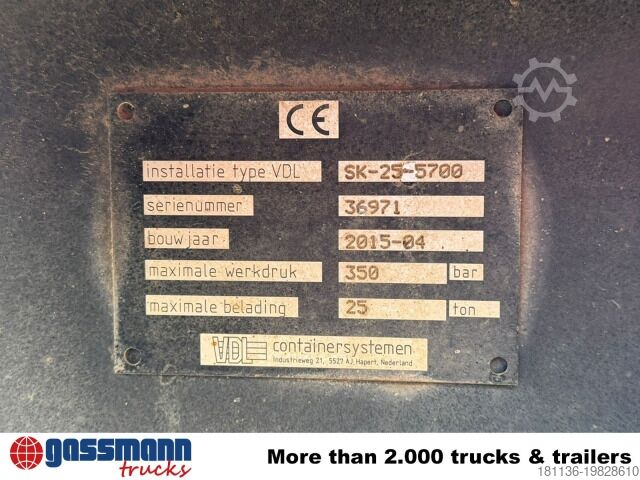 CE
installatie type VDL SK-25-5700
serienummer 36971
bouwjaar 2015-04
maximale werkdruk 350 bar
maximale belading 25 ton
VDL containersystemen
Industrieweg 21, 5527 AJ, Hapert, Nederland
gassmann trucks
More than 2.000 trucks & trailers
181136-19828610